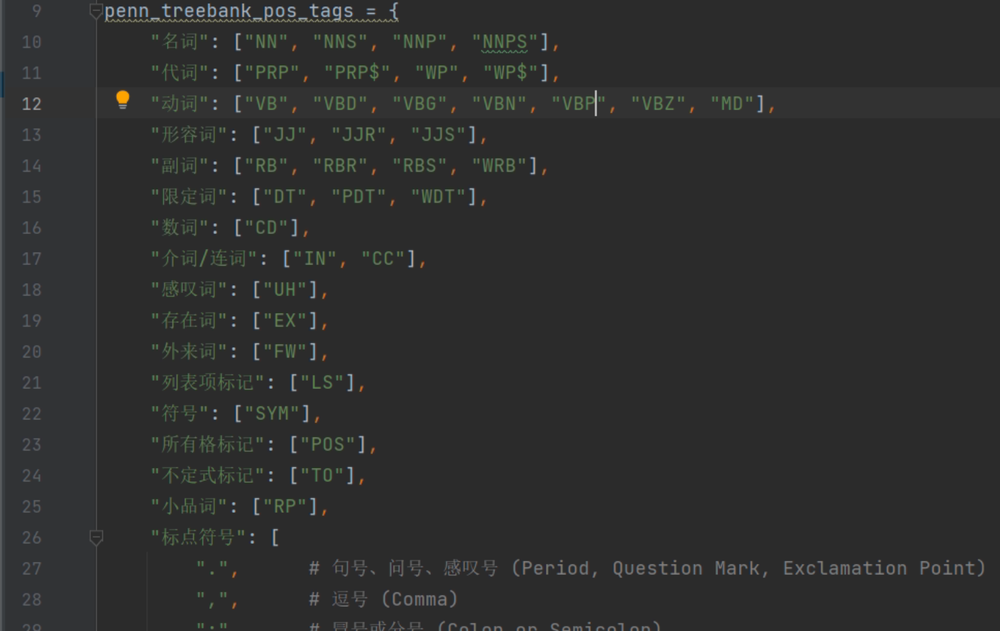 9 penn_treebank_pos_tags = {
10 "名词": ["NN", "NNS", "NNP", "NNPS"],
11 "代词": ["PRP", "PRP$", "WP", "WP$"],
12 "动词": ["VB", "VBD", "VBG", "VBN", "VBP", "VBZ", "MD"],
13 "形容词": ["JJ", "JJR", "JJS"],
14 "副词": ["RB", "RBR", "RBS", "WRB"],
15 "限定词": ["DT", "PDT", "WDT"],
16 "数词": ["CD"],
17 "介词/连词": ["IN", "CC"],
18 "感叹词": ["UH"],
19 "存在词": ["EX"],
20 "外来词": ["FW"],
21 "列表项标记": ["LS"],
22 "符号": ["SYM"],
23 "所有格标记": ["POS"],
24 "不定式标记": ["TO"],
25 "小品词": ["RP"],
26 "标点符号": [
27 ".", # 句号、问号、感叹号 (Period, Question Mark, Exclamation Point)
28 ",", # 逗号 (Comma)
29 ":" # 冒号或分号 (Colon or Semicolon)